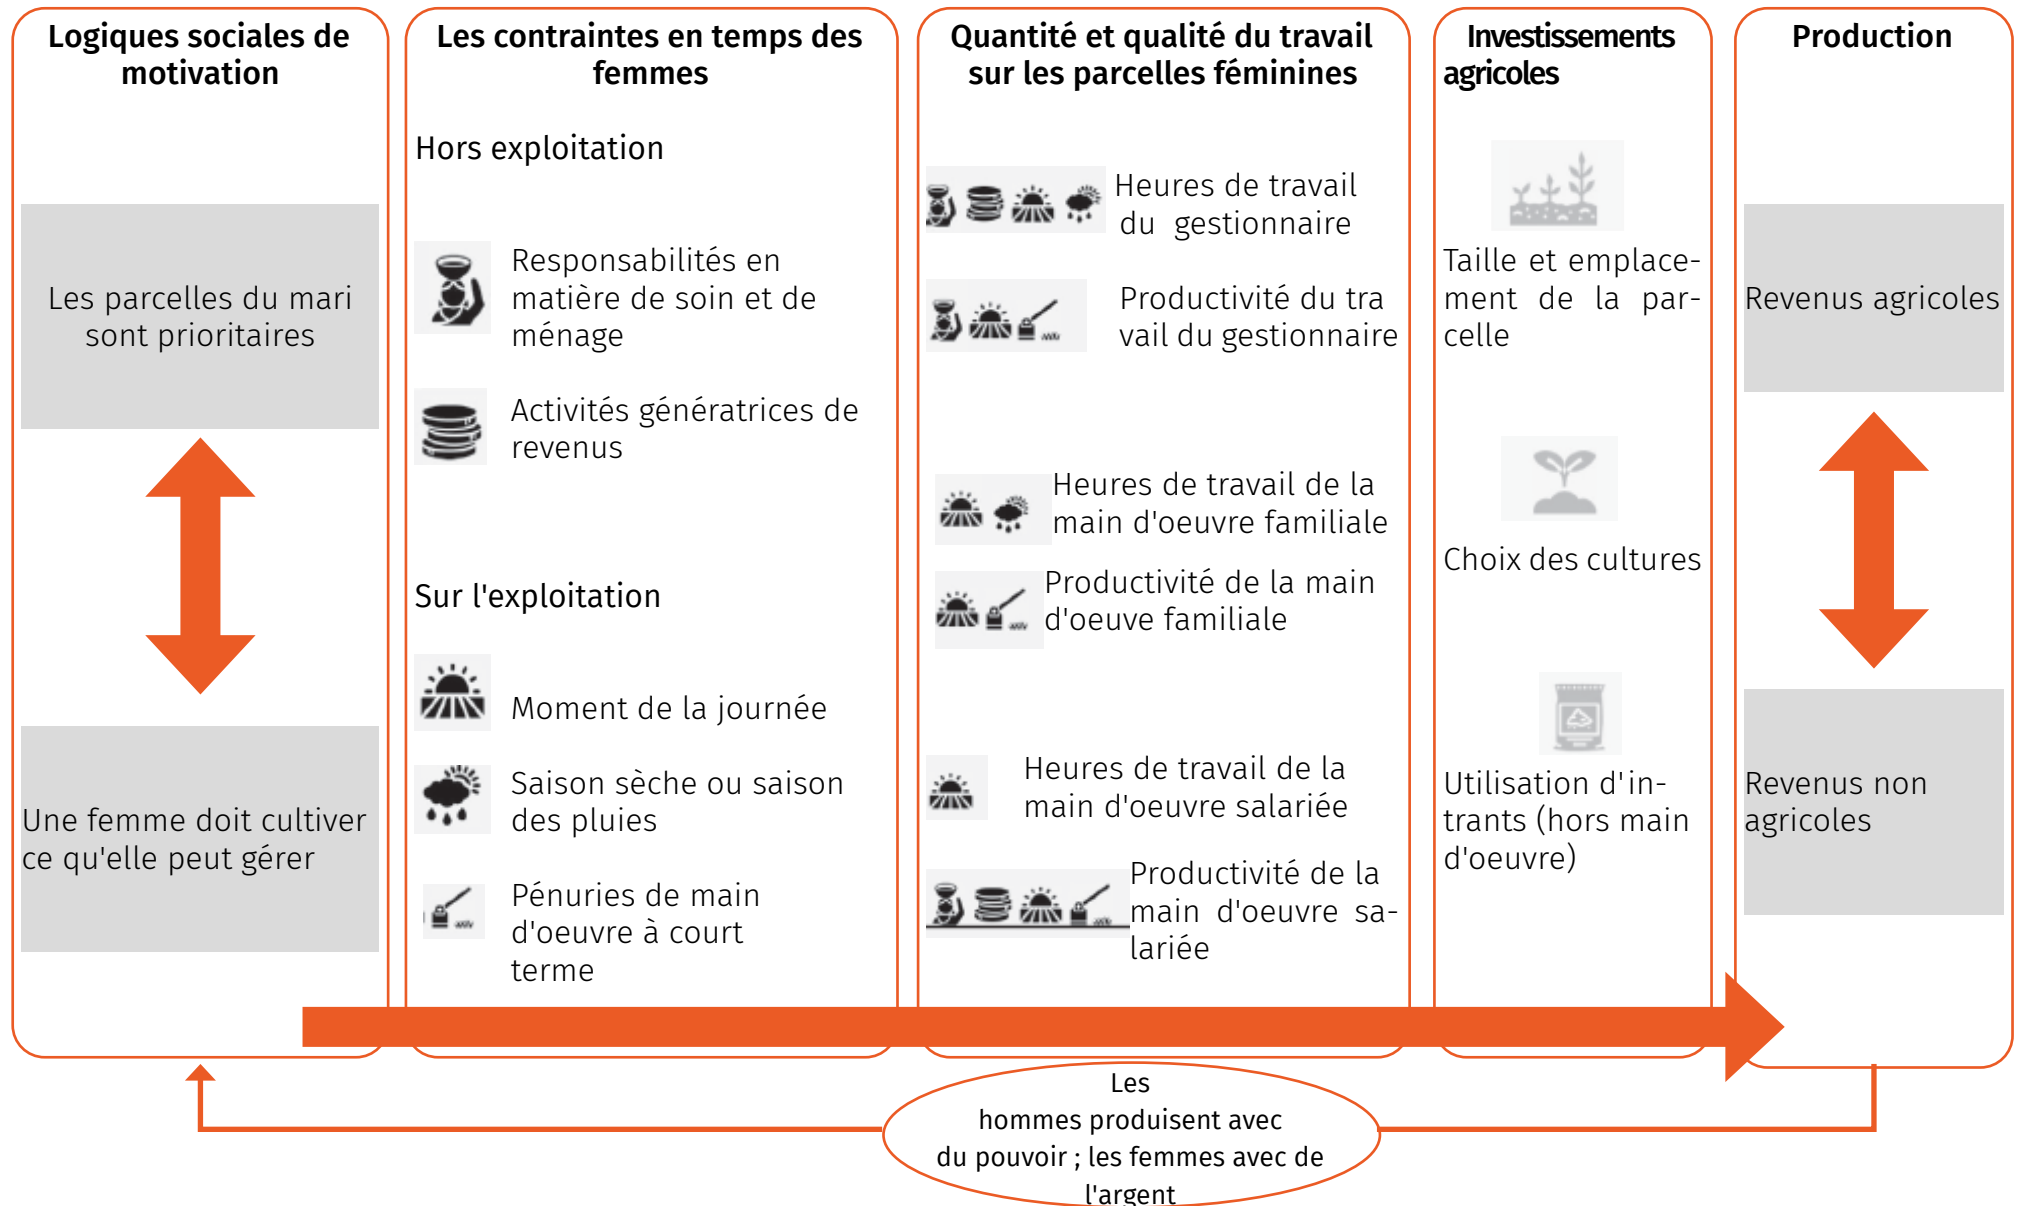 Logiques sociales de
motivation
Les parcelles du mari
sont prioritaires
Une femme doit cultiver
ce qu'elle peut gérer
Les contraintes en temps des
femmes
Hors exploitation
Responsabilités en
matière de soin et de
ménage
Activités génératrices de
revenus
Sur l'exploitation
Moment de la journée
Saison sèche ou saison
des pluies
Pénuries de main
d'oeuvre à court
terme
Quantité et qualité du travail
sur les parcelles féminines
Heures de travail
du gestionnaire
Productivité du tra
vail du gestionnaire
Heures de travail de la
main d'oeuvre familiale
Productivité de la main
d'oeuve familiale
Heures de travail de la
main d'oeuvre salariée
Productivité de la
main d'oeuvre sa-
lariée
Investissements
agricoles
Taille et emplace-
ment de la par-
celle
Choix des cultures
Utilisation d'in-
trants (hors main
d'oeuvre)
Production
Revenus agricoles
Revenus non
agricoles
Les
hommes produisent avec
du pouvoir ; les femmes avec de
l'argent